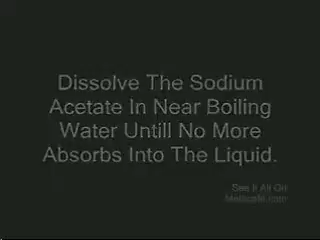 Dissolve The Sodium
Acetate In Near Boiling
Water Untill No More
Absorbs Into The Liquid.
See It All On
Metacafe.com